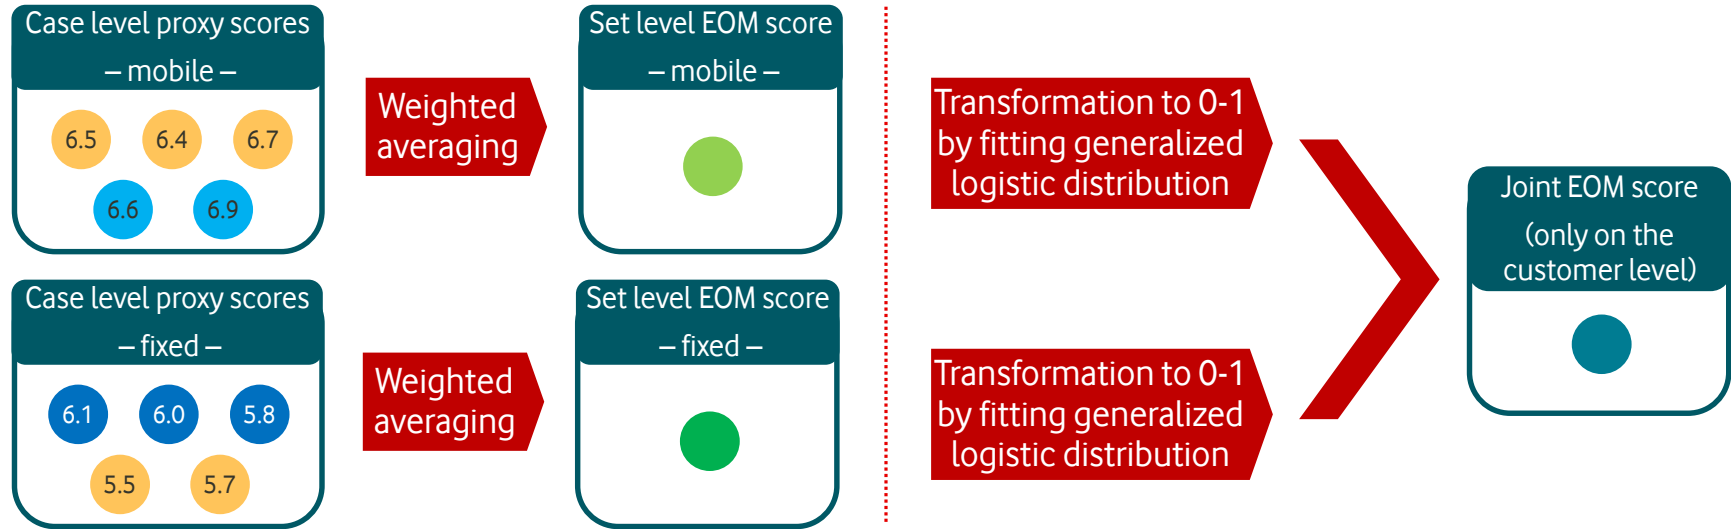 Case level proxy scores
– mobile –
6.5 6.4 6.7
6.6 6.9
Weighted
averaging
Set level EOM score
– mobile –
Case level proxy scores
– fixed –
6.1 6.0 5.8
5.5 5.7
Weighted
averaging
Set level EOM score
– fixed –
Transformation to 0-1
by fitting generalized
logistic distribution
Transformation to 0-1
by fitting generalized
logistic distribution
Joint EOM score
(only on the
customer level)